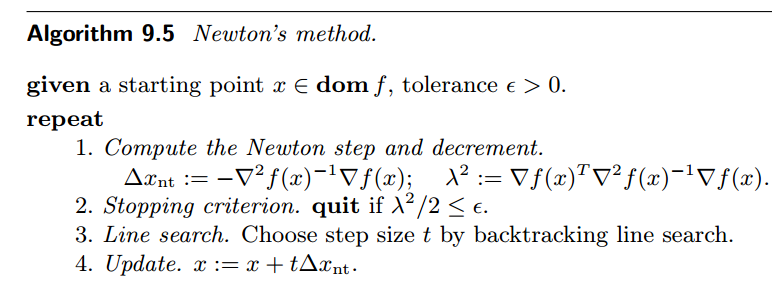 Algorithm 9.5 Newton's method.
given a starting point x ∈ dom f, tolerance ϵ > 0.
repeat
1. Compute the Newton step and decrement.
Δxnt := −∇²f(x)⁻¹∇f(x); λ² := ∇f(x)ᵀ∇²f(x)⁻¹∇f(x).
2. Stopping criterion. quit if λ²/2 ≤ ϵ.
3. Line search. Choose step size t by backtracking line search.
4. Update. x := x + tΔxnt.